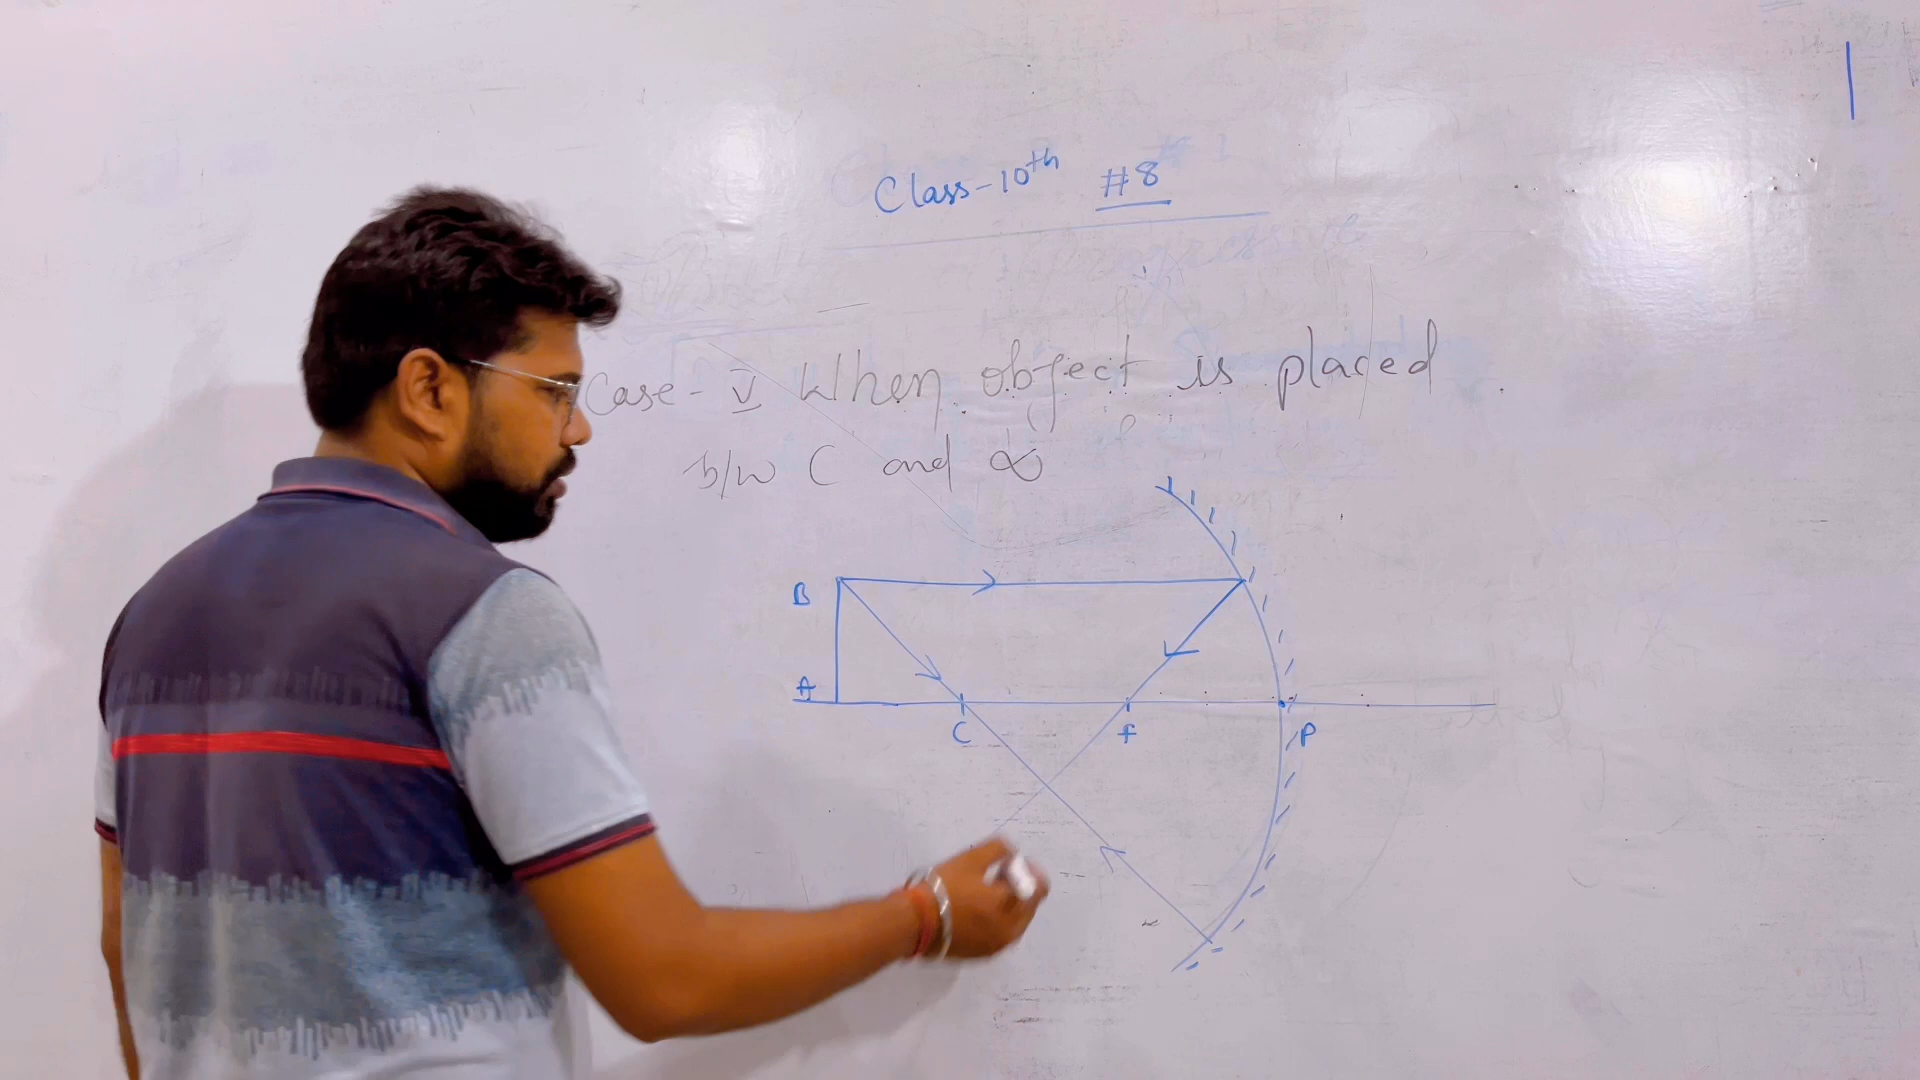 Class-10th #8
Case-V When object is placed
b/w C and ∞
B
A
C
f
P